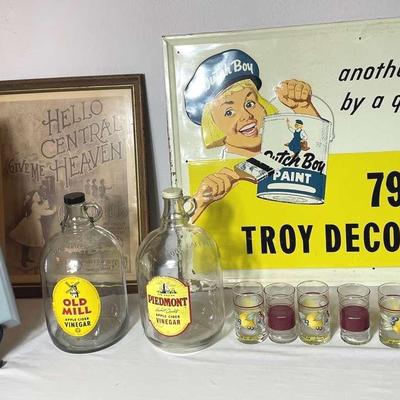 HELLO
CENTRAL
GIVE ME
HEAVEN
Dutch Boy
another
by a q
Dutch Boy
PAINT
79
TROY DECO
OLD
MILL
APPLE CIDER
VINEGAR
PIEDMONT
APPLE CIDER
VINEGAR